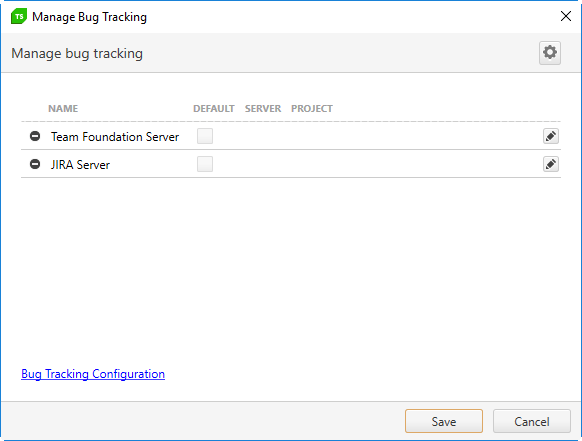 TS Manage Bug Tracking
Manage bug tracking
NAME DEFAULT SERVER PROJECT
Team Foundation Server
JIRA Server
Bug Tracking Configuration
Save Cancel